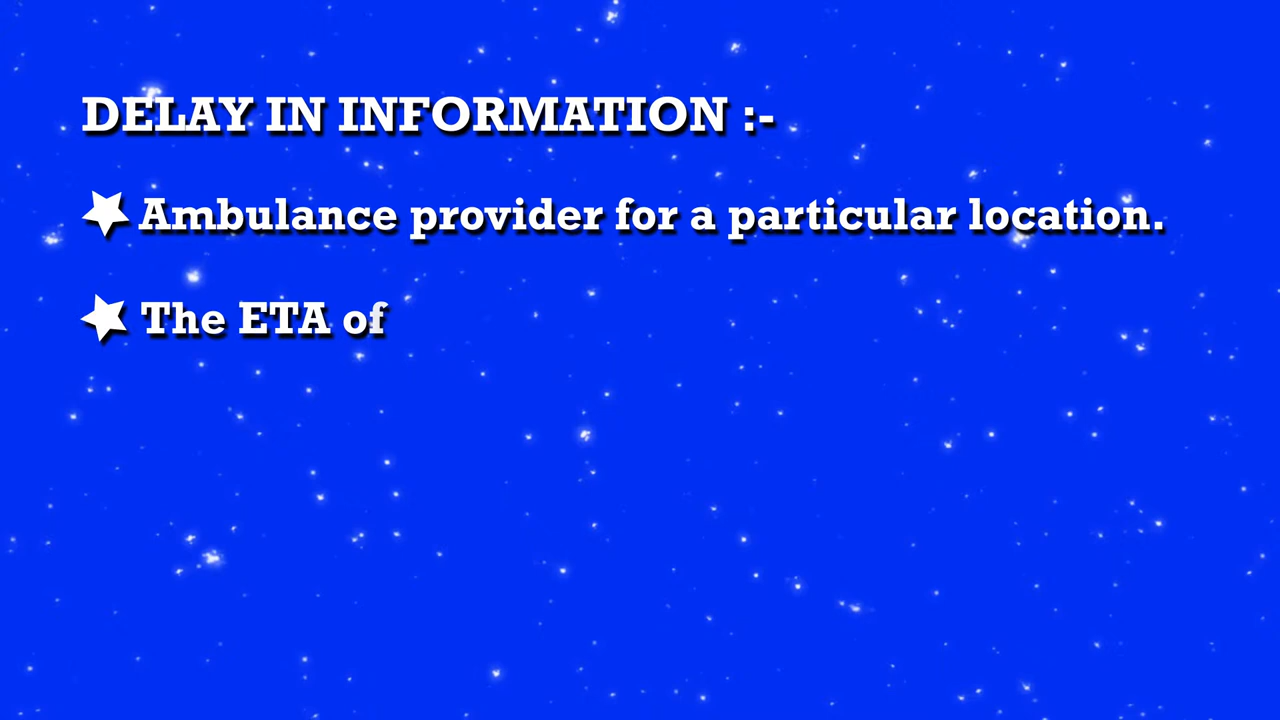 DELAY IN INFORMATION :-
Ambulance provider for a particular location.
The ETA of